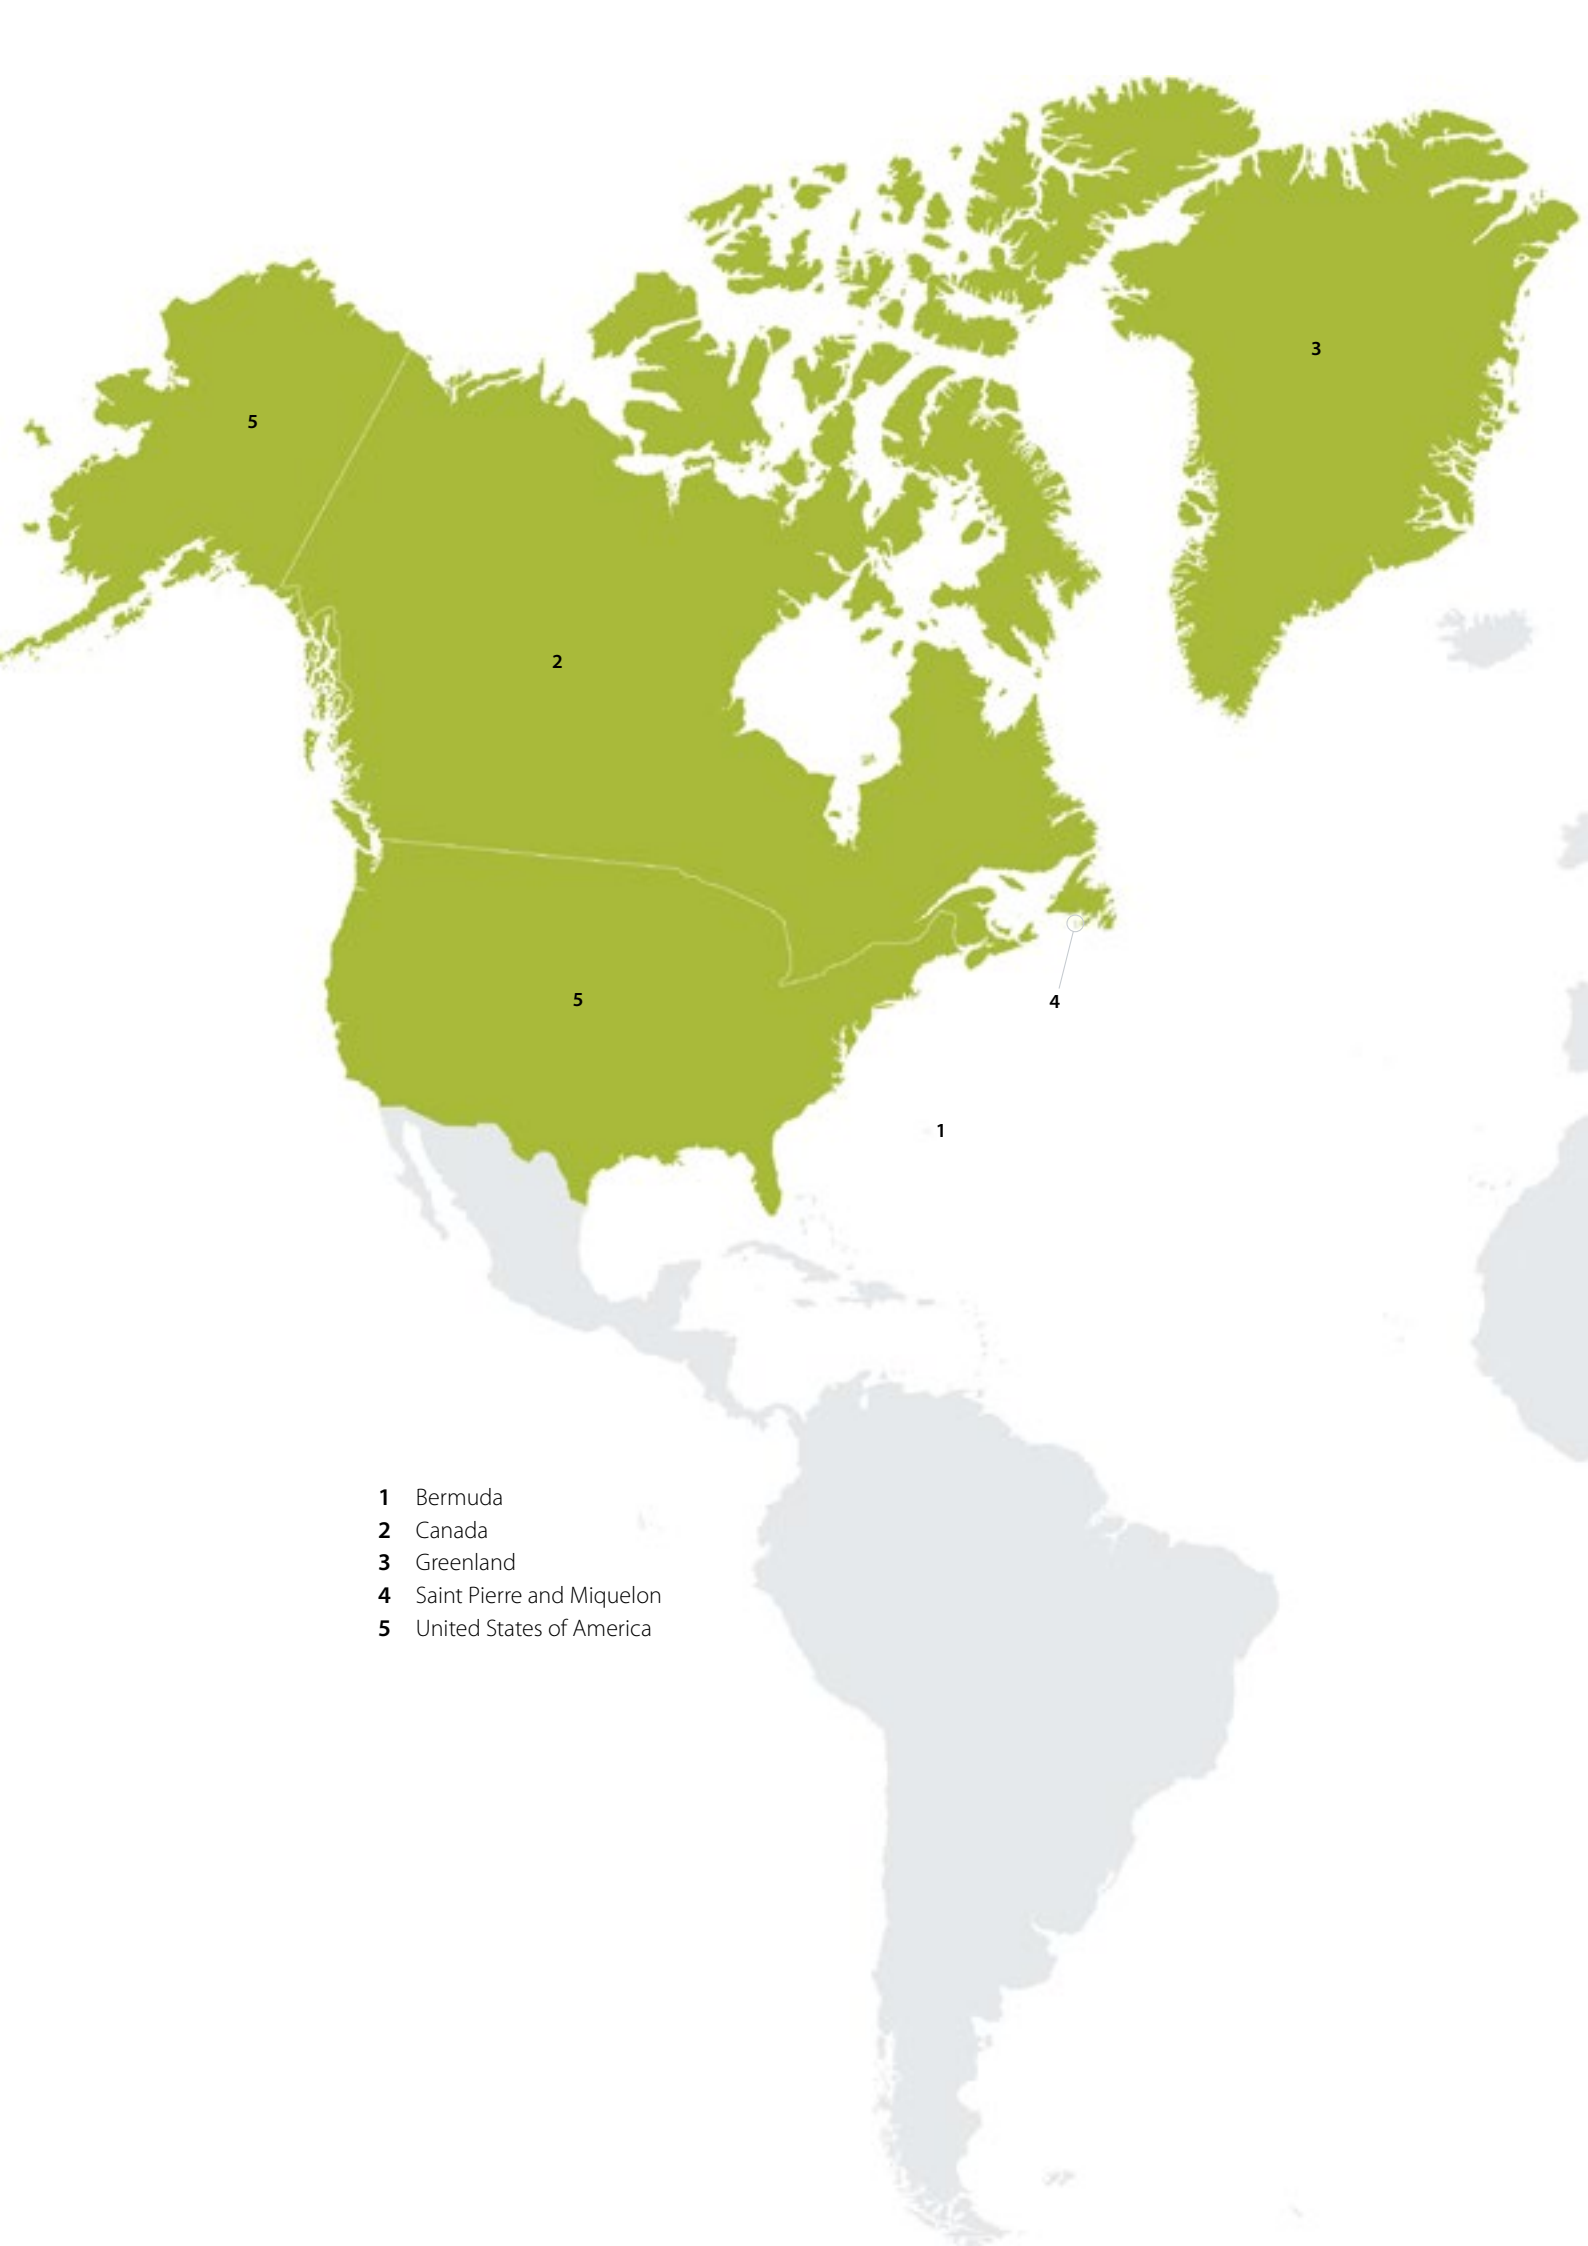 3
5
2
5
4
1
1 Bermuda
2 Canada
3 Greenland
4 Saint Pierre and Miquelon
5 United States of America